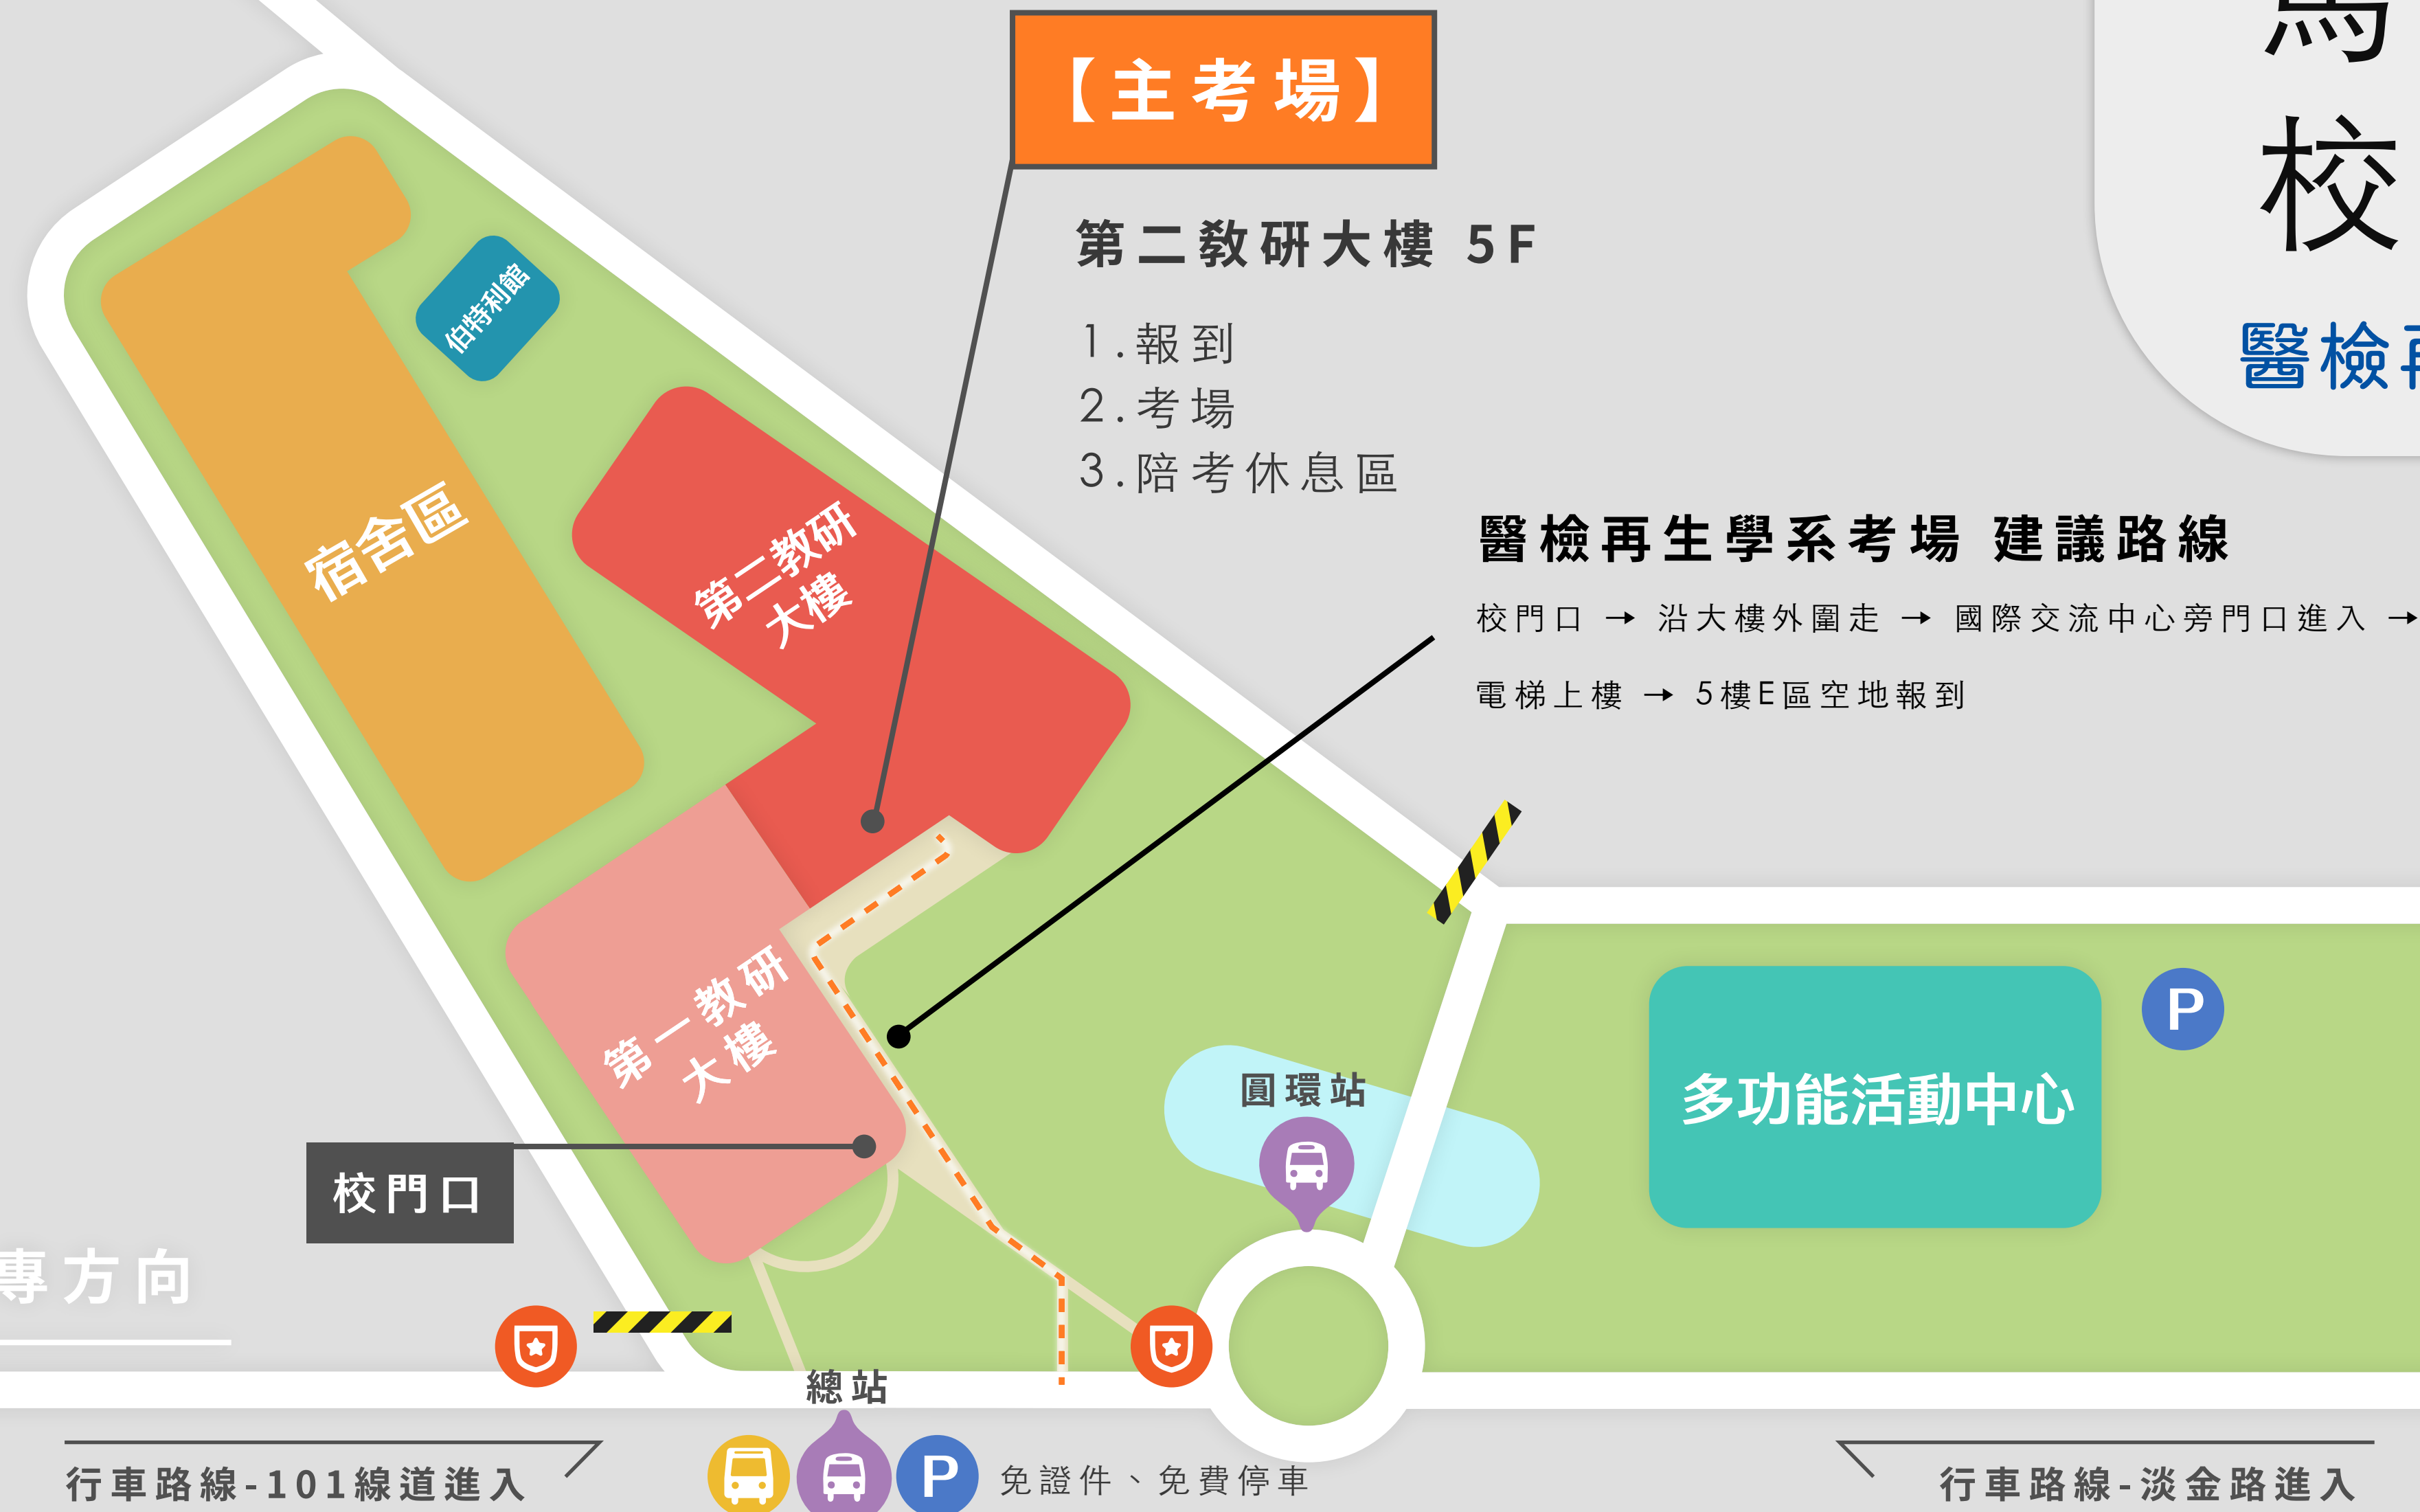 【主考場】
第二教研大樓 5F
1.報到
2.考場
3.陪考休息區
校
醫檢再
醫檢再生學系考場 建議路線
校門口 → 沿大樓外圍走 → 國際交流中心旁門口進入 →
電梯上樓 → 5樓E區空地報到
伯特利館
宿舍區
第二教研
大樓
第一教研
大樓
校門口
圓環站
多功能活動中心
P
專方向
總站
P
免證件、免費停車
行車路線-101線道進入
行車路線-淡金路進入